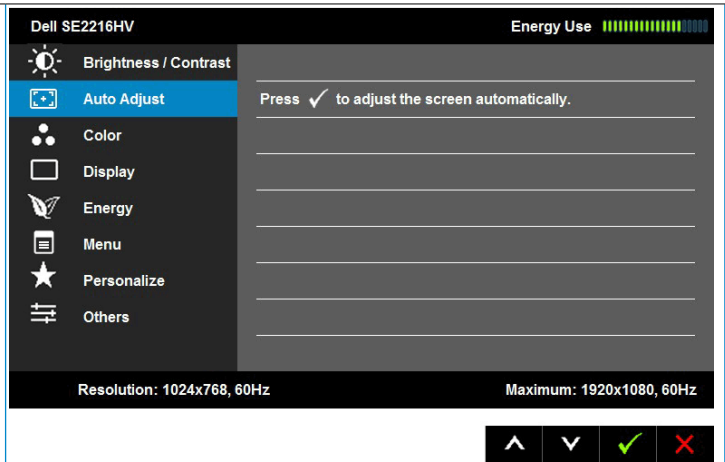 Dell SE2216HV Energy Use
Brightness / Contrast
Auto Adjust Press ✓ to adjust the screen automatically.
Color
Display
Energy
Menu
Personalize
Others
Resolution: 1024x768, 60Hz Maximum: 1920x1080, 60Hz